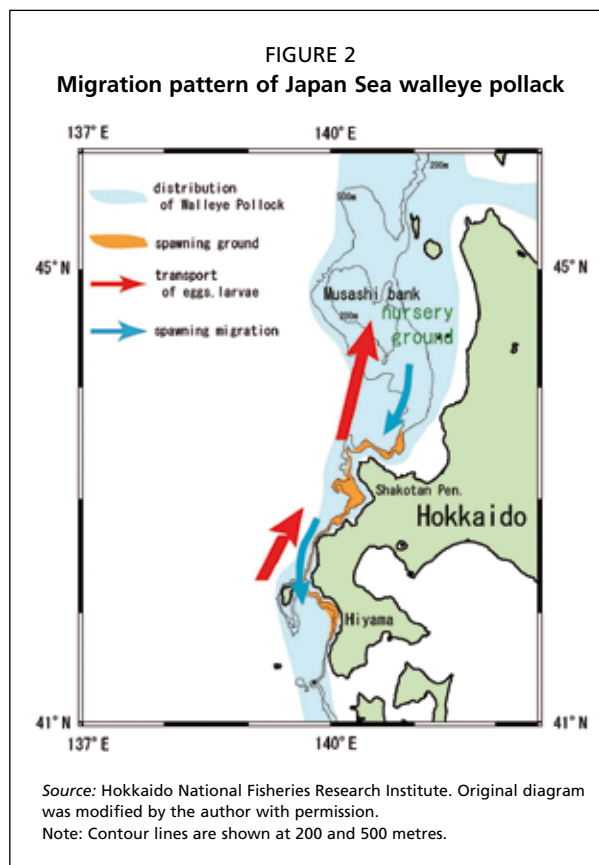 FIGURE 2
Migration pattern of Japan Sea walleye pollack
137° E
140° E
distribution
of Walleye Pollock
spawning ground
transport
of eggs, larvae
spawning migration
200m
500m
45° N
45° N
Musashi bank
200m
nursery
ground
Shakotan Pen.
Hokkaido
Hiyama
41° N
41° N
137° E
140° E
Source: Hokkaido National Fisheries Research Institute. Original diagram
was modified by the author with permission.
Note: Contour lines are shown at 200 and 500 metres.